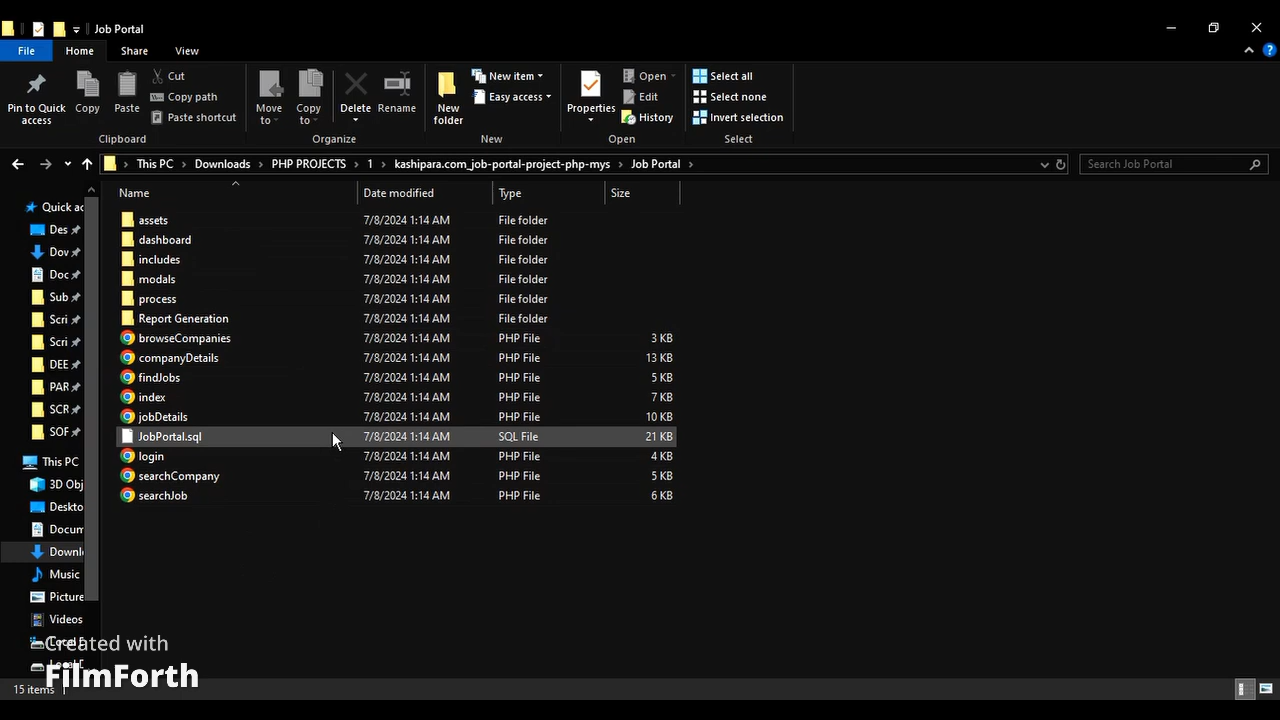 Job Portal
File Home Share View
Pin to Quick access
Copy
Paste
Cut
Copy path
Paste shortcut
Clipboard
Move to
Copy to
Delete
Rename
Organize
New folder
New item
Easy access
New
Properties
Open
Edit
History
Open
Select all
Select none
Invert selection
Select
This PC > Downloads > PHP PROJECTS > 1 > kashipara.com_job-portal-project-php-mys > Job Portal >
Search Job Portal
Name Date modified Type Size
assets 7/8/2024 1:14 AM File folder
dashboard 7/8/2024 1:14 AM File folder
includes 7/8/2024 1:14 AM File folder
modals 7/8/2024 1:14 AM File folder
process 7/8/2024 1:14 AM File folder
Report Generation 7/8/2024 1:14 AM File folder
browseCompanies 7/8/2024 1:14 AM PHP File 3 KB
companyDetails 7/8/2024 1:14 AM PHP File 13 KB
findJobs 7/8/2024 1:14 AM PHP File 5 KB
index 7/8/2024 1:14 AM PHP File 7 KB
jobDetails 7/8/2024 1:14 AM PHP File 10 KB
JobPortal.sql 7/8/2024 1:14 AM SQL File 21 KB
login 7/8/2024 1:14 AM PHP File 4 KB
searchCompany 7/8/2024 1:14 AM PHP File 5 KB
searchJob 7/8/2024 1:14 AM PHP File 6 KB
Quick ac
Des
Dov
Doc
Sub
Scri
Scri
DEE
PAR
SCR
SOF
This PC
3D Obj
Deskto
Docum
Downl
Music
Picture
Videos
Created with
FilmForth
15 items